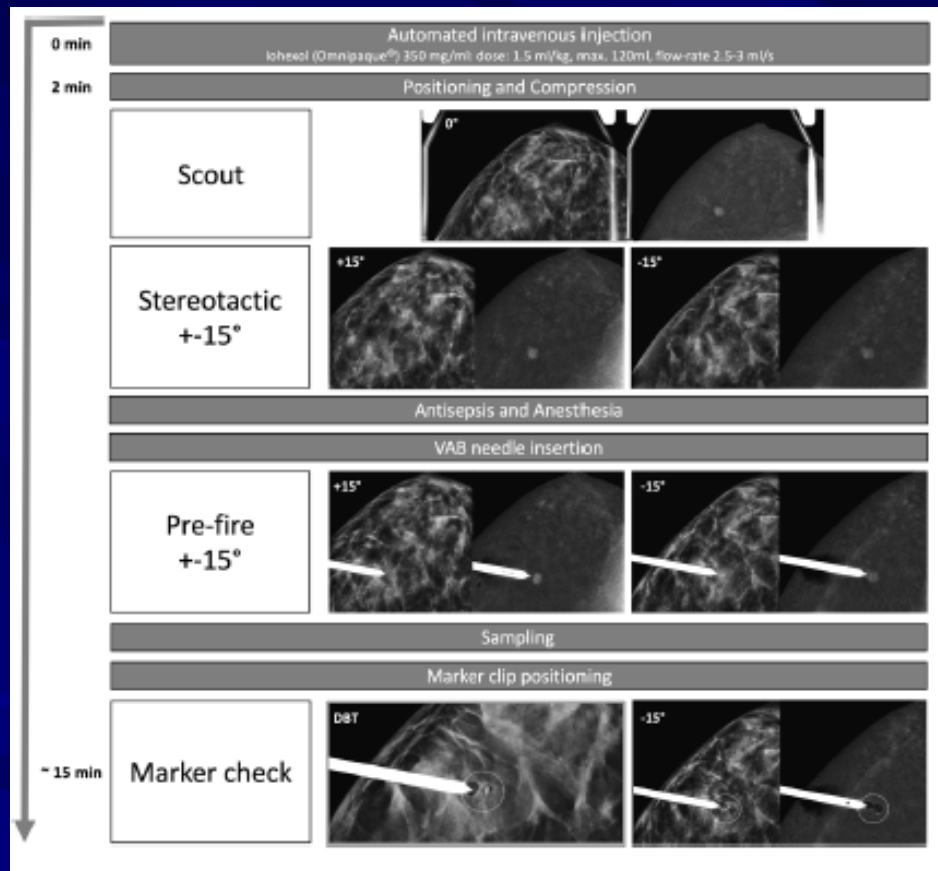 0 min
Automated intravenous injection
Iohexol (Omnipaque®) 350 mg/ml: dose: 1.5 ml/kg, max. 120ml, flow-rate 2.5-3 ml/s
2 min
Positioning and Compression
Scout
0°
Stereotactic
+-15°
+15°
-15°
Antisepsis and Anesthesia
VAB needle insertion
Pre-fire
+-15°
+15°
-15°
Sampling
Marker clip positioning
~ 15 min
Marker check
DBT
-15°